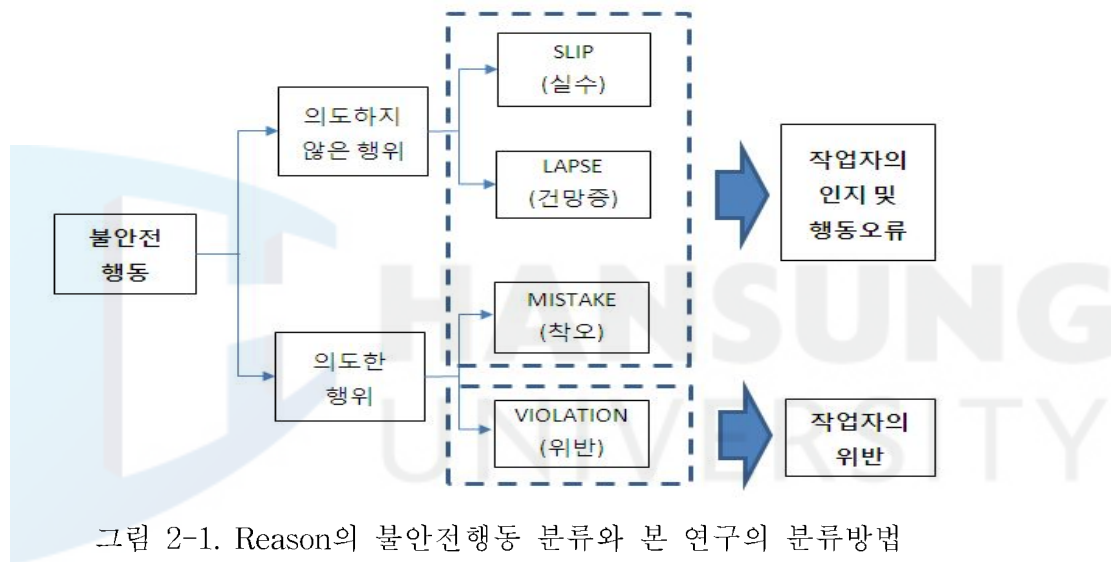 불안전
행동
의도하지
않은 행위
의도한
행위
SLIP
(실수)
LAPSE
(건망증)
MISTAKE
(착오)
VIOLATION
(위반)
작업자의
인지 및
행동오류
작업자의
위반
HANSUNG
UNIVERSITY
그림 2-1. Reason의 불안전행동 분류와 본 연구의 분류방법